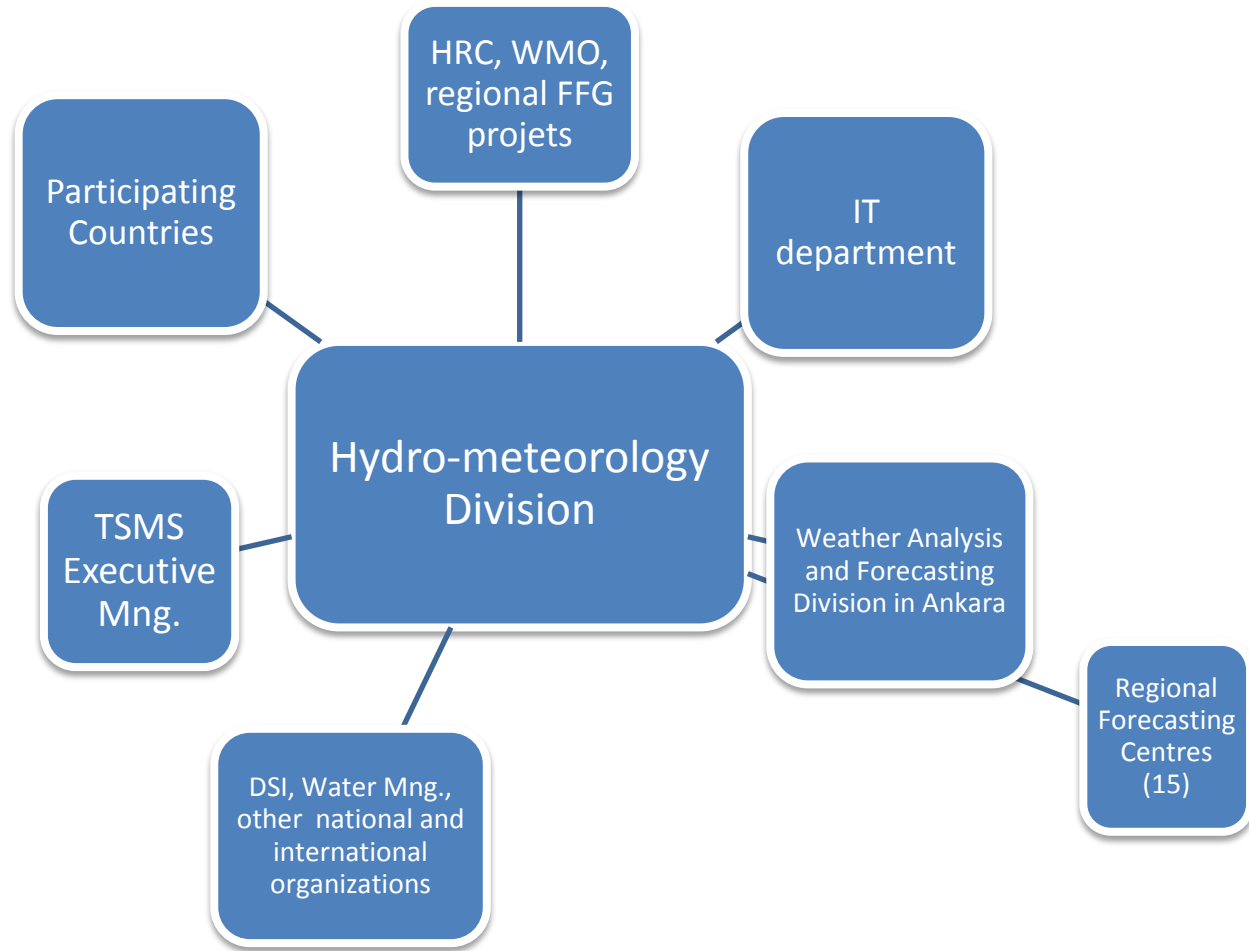 HRC, WMO,
regional FFG
projets
Participating
Countries
IT
department
Hydro-meteorology
Division
TSMS
Executive
Mng.
Weather Analysis
and Forecasting
Division in Ankara
Regional
Forecasting
Centres
(15)
DSI, Water Mng.,
other national and
international
organizations